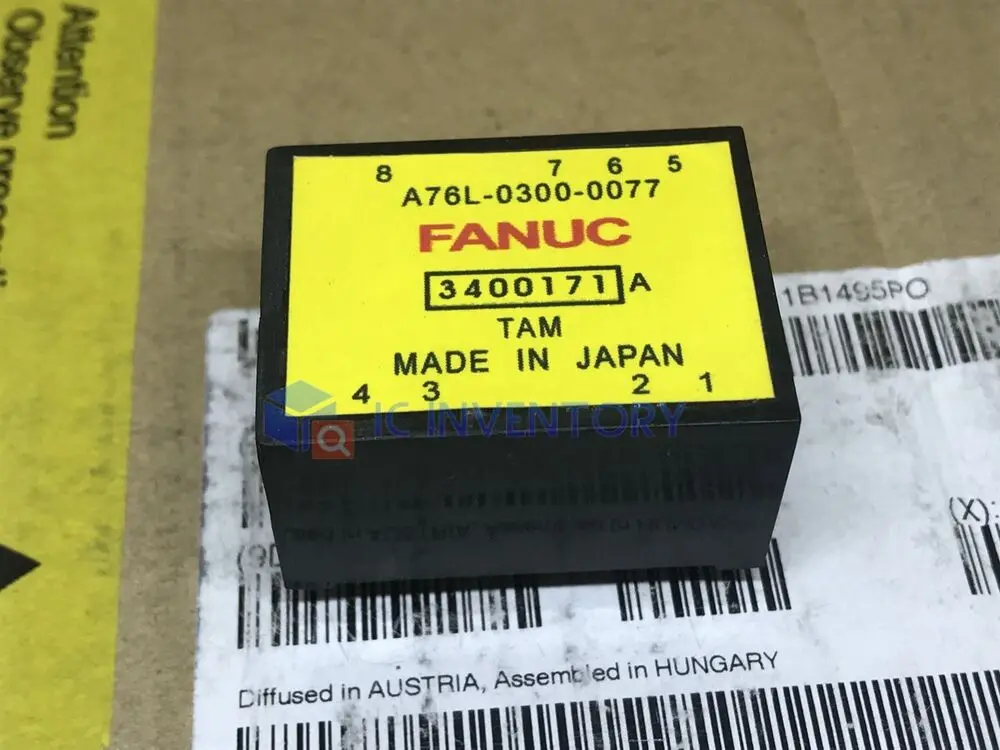 Attention
Observe
8 7 6 5
A76L-0300-0077
FANUC
3400171 A
TAM
MADE IN JAPAN
4 3 2 1
IC INVENTORY
1B1495PO
(X):
Diffused in AUSTRIA, Assembled in HUNGARY